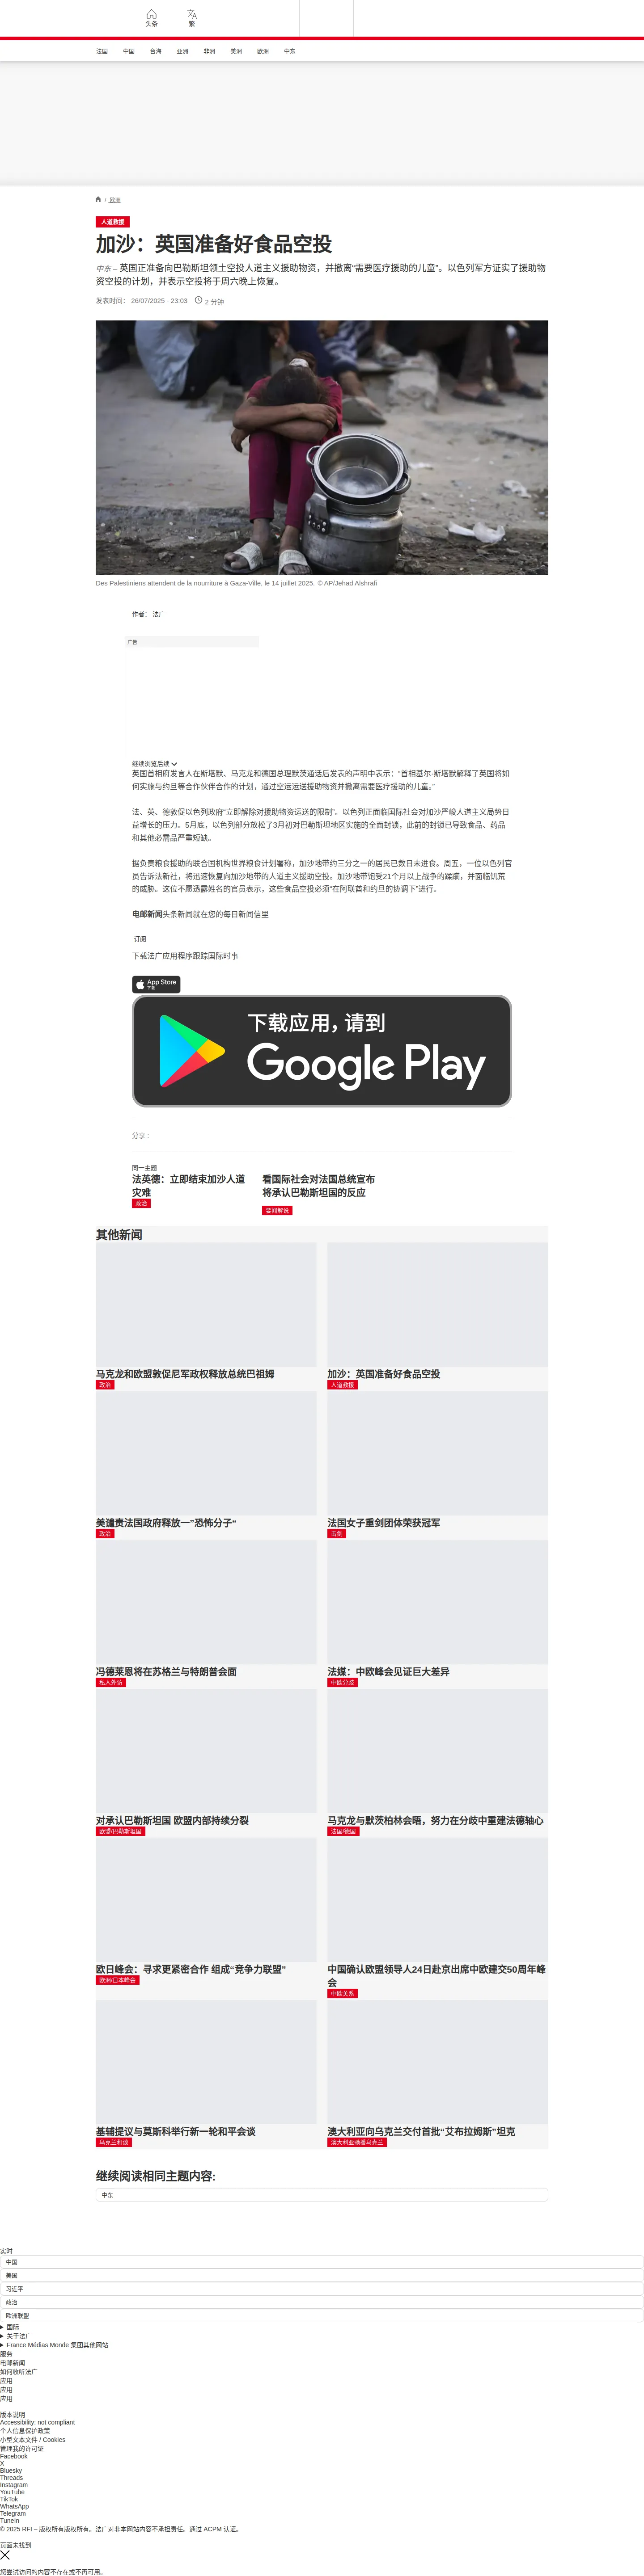 头条
繁
法国 中国 台海 亚洲 非洲 美洲 欧洲 中东
/ 欧洲
人道救援
加沙：英国准备好食品空投
中东 – 英国正准备向巴勒斯坦领土空投人道主义援助物资，并撤离“需要医疗援助的儿童”。以色列军方证实了援助物
资空投的计划，并表示空投将于周六晚上恢复。
发表时间： 26/07/2025 - 23:03 2 分钟
Des Palestiniens attendent de la nourriture à Gaza-Ville, le 14 juillet 2025. © AP/Jehad Alshrafi
作者： 法广
广告
继续浏览后续
英国首相府发言人在斯塔默、马克龙和德国总理默茨通话后发表的声明中表示：“首相基尔·斯塔默解释了英国将如
何实施与约旦等合作伙伴合作的计划，通过空运运送援助物资并撤离需要医疗援助的儿童。”
法、英、德敦促以色列政府“立即解除对援助物资运送的限制”。以色列正面临国际社会对加沙严峻人道主义局势日
益增长的压力。5月底，以色列部分放松了3月初对巴勒斯坦地区实施的全面封锁，此前的封锁已导致食品、药品
和其他必需品严重短缺。
据负责粮食援助的联合国机构世界粮食计划署称，加沙地带约三分之一的居民已数日未进食。周五，一位以色列官
员告诉法新社，将迅速恢复向加沙地带的人道主义援助空投。加沙地带饱受21个月以上战争的蹂躏，并面临饥荒
的威胁。这位不愿透露姓名的官员表示，这些食品空投必须“在阿联酋和约旦的协调下”进行。
电邮新闻头条新闻就在您的每日新闻信里
订阅
下载法广应用程序跟踪国际时事
App Store
下载
下载应用，请到
Google Play
分享 :
同一主题
法英德：立即结束加沙人道
灾难
政治
看国际社会对法国总统宣布
将承认巴勒斯坦国的反应
要闻解说
其他新闻
马克龙和欧盟敦促尼军政权释放总统巴祖姆
政治
加沙：英国准备好食品空投
人道救援
美谴责法国政府释放一"恐怖分子“
政治
法国女子重剑团体荣获冠军
击剑
冯德莱恩将在苏格兰与特朗普会面
私人外访
法媒：中欧峰会见证巨大差异
中欧分歧
对承认巴勒斯坦国 欧盟内部持续分裂
欧盟/巴勒斯坦国
马克龙与默茨柏林会晤，努力在分歧中重建法德轴心
法国/德国
欧日峰会：寻求更紧密合作 组成“竞争力联盟”
欧洲/日本峰会
中国确认欧盟领导人24日赴京出席中欧建交50周年峰
会
中欧关系
基辅提议与莫斯科举行新一轮和平会谈
乌克兰和谈
澳大利亚向乌克兰交付首批“艾布拉姆斯”坦克
澳大利亚驰援乌克兰
继续阅读相同主题内容:
中东
实时
中国
美国
习近平
政治
欧洲联盟
国际
关于法广
France Médias Monde 集团其他网站
服务
电邮新闻
如何收听法广
应用
应用
应用
版本说明
Accessibility: not compliant
个人信息保护政策
小型文本文件 / Cookies
管理我的许可证
Facebook
X
Bluesky
Threads
Instagram
YouTube
TikTok
WhatsApp
Telegram
TuneIn
© 2025 RFI – 版权所有版权所有。法广对非本网站内容不承担责任。通过 ACPM 认证。
页面未找到
您尝试访问的内容不存在或不再可用。